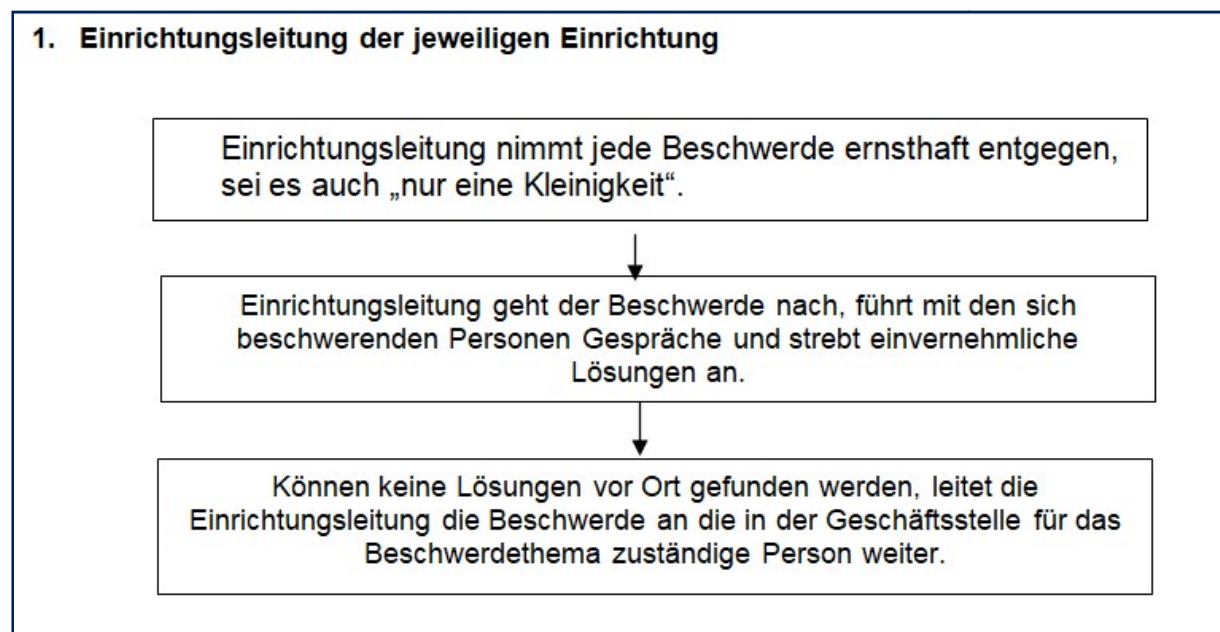 1. Einrichtungsleitung der jeweiligen Einrichtung
Einrichtungsleitung nimmt jede Beschwerde ernsthaft entgegen,
sei es auch „nur eine Kleinigkeit“.
Einrichtungsleitung geht der Beschwerde nach, führt mit den sich
beschwerenden Personen Gespräche und strebt einvernehmliche
Lösungen an.
Können keine Lösungen vor Ort gefunden werden, leitet die
Einrichtungsleitung die Beschwerde an die in der Geschäftsstelle für das
Beschwerdethema zuständige Person weiter.